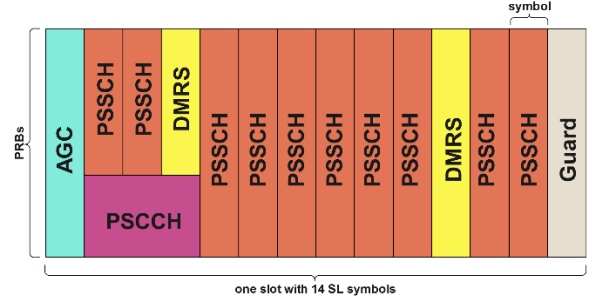 symbol
PRBs
AGC
PSSCH
PSSCH
DMRS
PSCCH
PSSCH
PSSCH
PSSCH
PSSCH
PSSCH
PSSCH
DMRS
PSSCH
PSSCH
Guard
one slot with 14 SL symbols